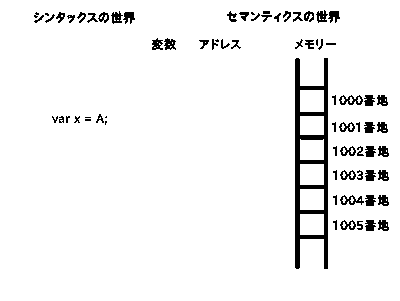 シンタックスの世界
セマンティクスの世界
変数
アドレス
メモリー
var x = A;
1000番地
1001番地
1002番地
1003番地
1004番地
1005番地